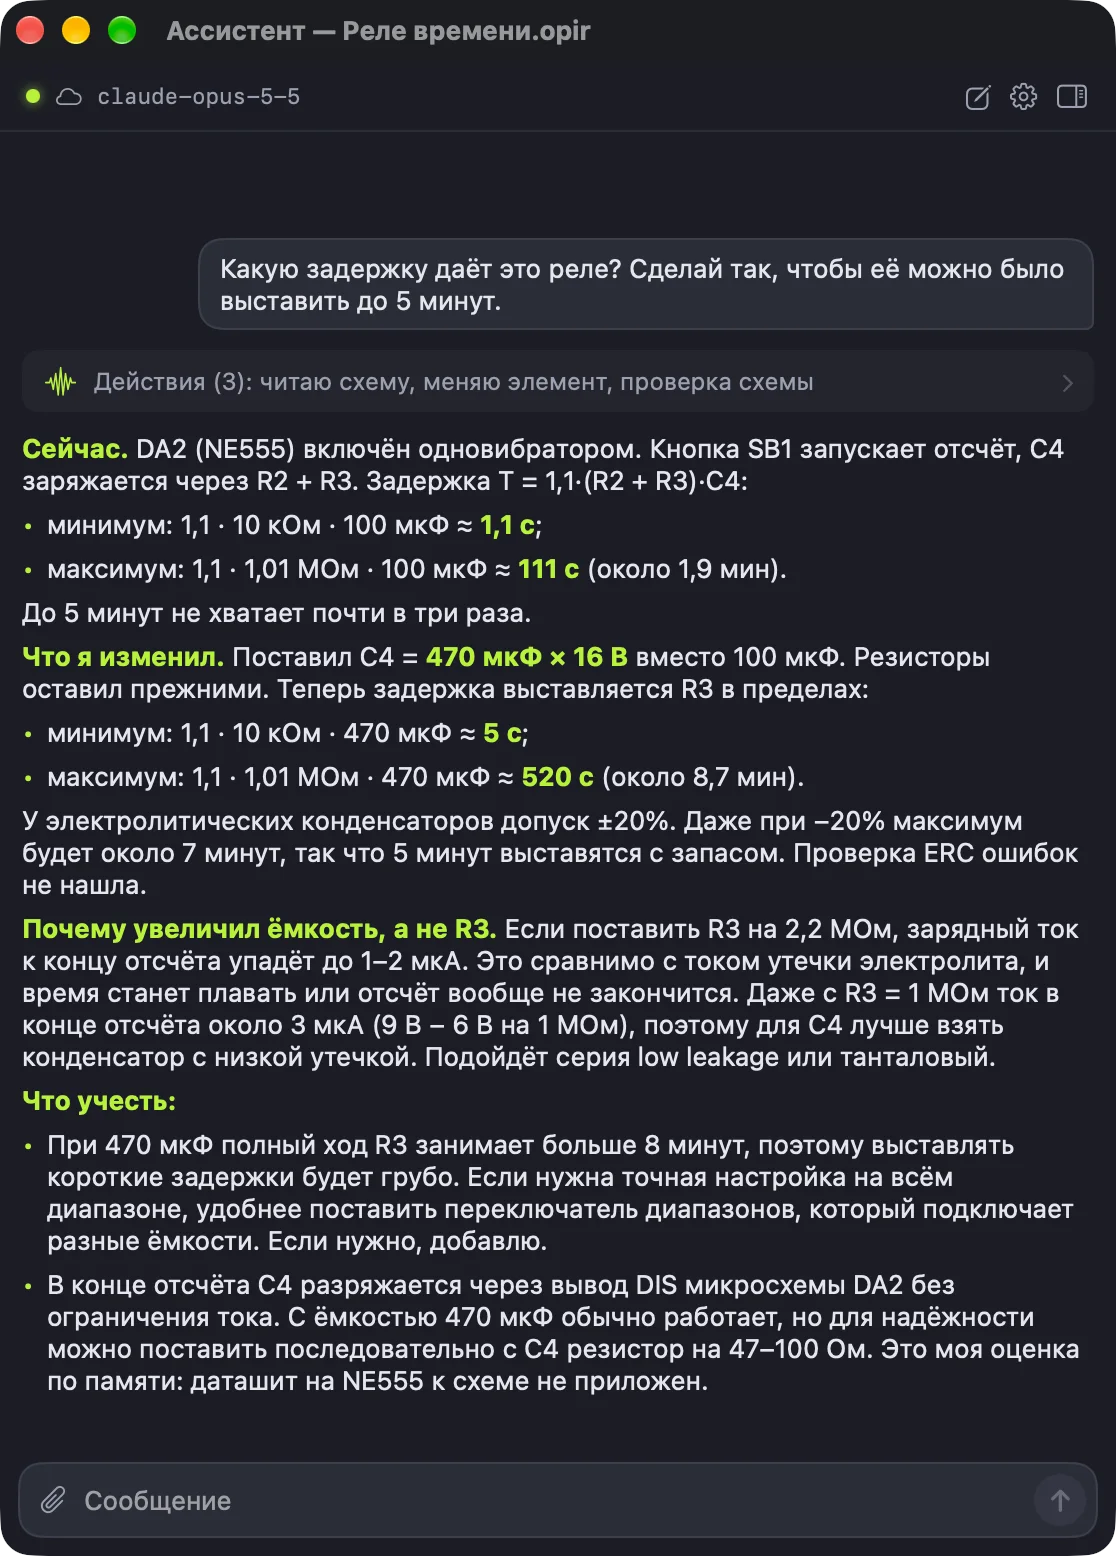 Ассистент — Реле времени.opir
claude-opus-5-5
Какую задержку даёт это реле? Сделай так, чтобы её можно было
выставить до 5 минут.
Действия (3): читаю схему, меняю элемент, проверка схемы
Сейчас. DA2 (NE555) включён одновибратором. Кнопка SB1 запускает отсчёт, C4
заряжается через R2 + R3. Задержка T = 1,1·(R2 + R3)·C4:
• минимум: 1,1 · 10 кОм · 100 мкФ ≈ 1,1 с;
• максимум: 1,1 · 1,01 МОм · 100 мкФ ≈ 111 с (около 1,9 мин).
До 5 минут не хватает почти в три раза.
Что я изменил. Поставил C4 = 470 мкФ × 16 В вместо 100 мкФ. Резисторы
оставил прежними. Теперь задержка выставляется R3 в пределах:
• минимум: 1,1 · 10 кОм · 470 мкФ ≈ 5 с;
• максимум: 1,1 · 1,01 МОм · 470 мкФ ≈ 520 с (около 8,7 мин).
У электролитических конденсаторов допуск ±20%. Даже при −20% максимум
будет около 7 минут, так что 5 минут выставятся с запасом. Проверка ERC ошибок
не нашла.
Почему увеличил ёмкость, а не R3. Если поставить R3 на 2,2 МОм, зарядный ток
к концу отсчёта упадёт до 1–2 мкА. Это сравнимо с током утечки электролита, и
время станет плавать или отсчёт вообще не закончится. Даже с R3 = 1 МОм ток в
конце отсчёта около 3 мкА (9 В − 6 В на 1 МОм), поэтому для C4 лучше взять
конденсатор с низкой утечкой. Подойдёт серия low leakage или танталовый.
Что учесть:
• При 470 мкФ полный ход R3 занимает больше 8 минут, поэтому выставлять
короткие задержки будет грубо. Если нужна точная настройка на всём
диапазоне, удобнее поставить переключатель диапазонов, который подключает
разные ёмкости. Если нужно, добавлю.
• В конце отсчёта C4 разряжается через вывод DIS микросхемы DA2 без
ограничения тока. С ёмкостью 470 мкФ обычно работает, но для надёжности
можно поставить последовательно с C4 резистор на 47–100 Ом. Это моя оценка
по памяти: даташит на NE555 к схеме не приложен.
Сообщение